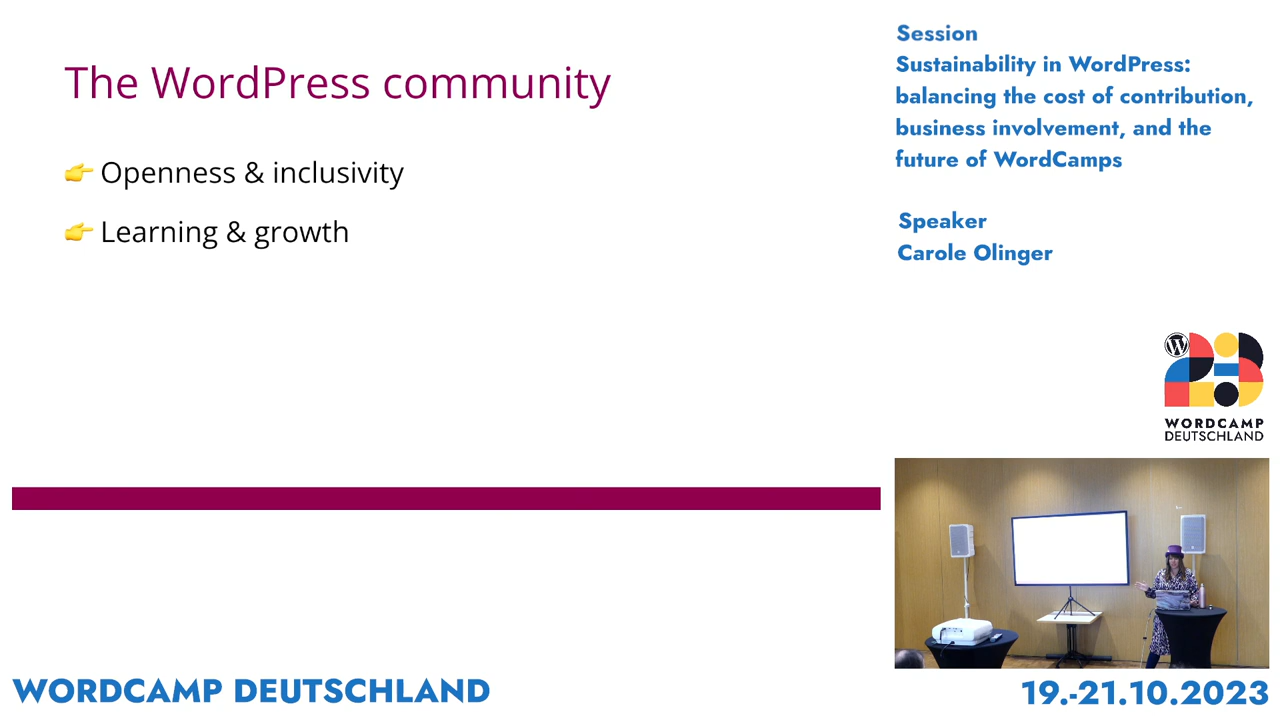 The WordPress community
👉 Openness & inclusivity
👉 Learning & growth
Session
Sustainability in WordPress:
balancing the cost of contribution,
business involvement, and the
future of WordCamps
Speaker
Carole Olinger
WORDCAMP
DEUTSCHLAND
WORDCAMP DEUTSCHLAND
19.-21.10.2023